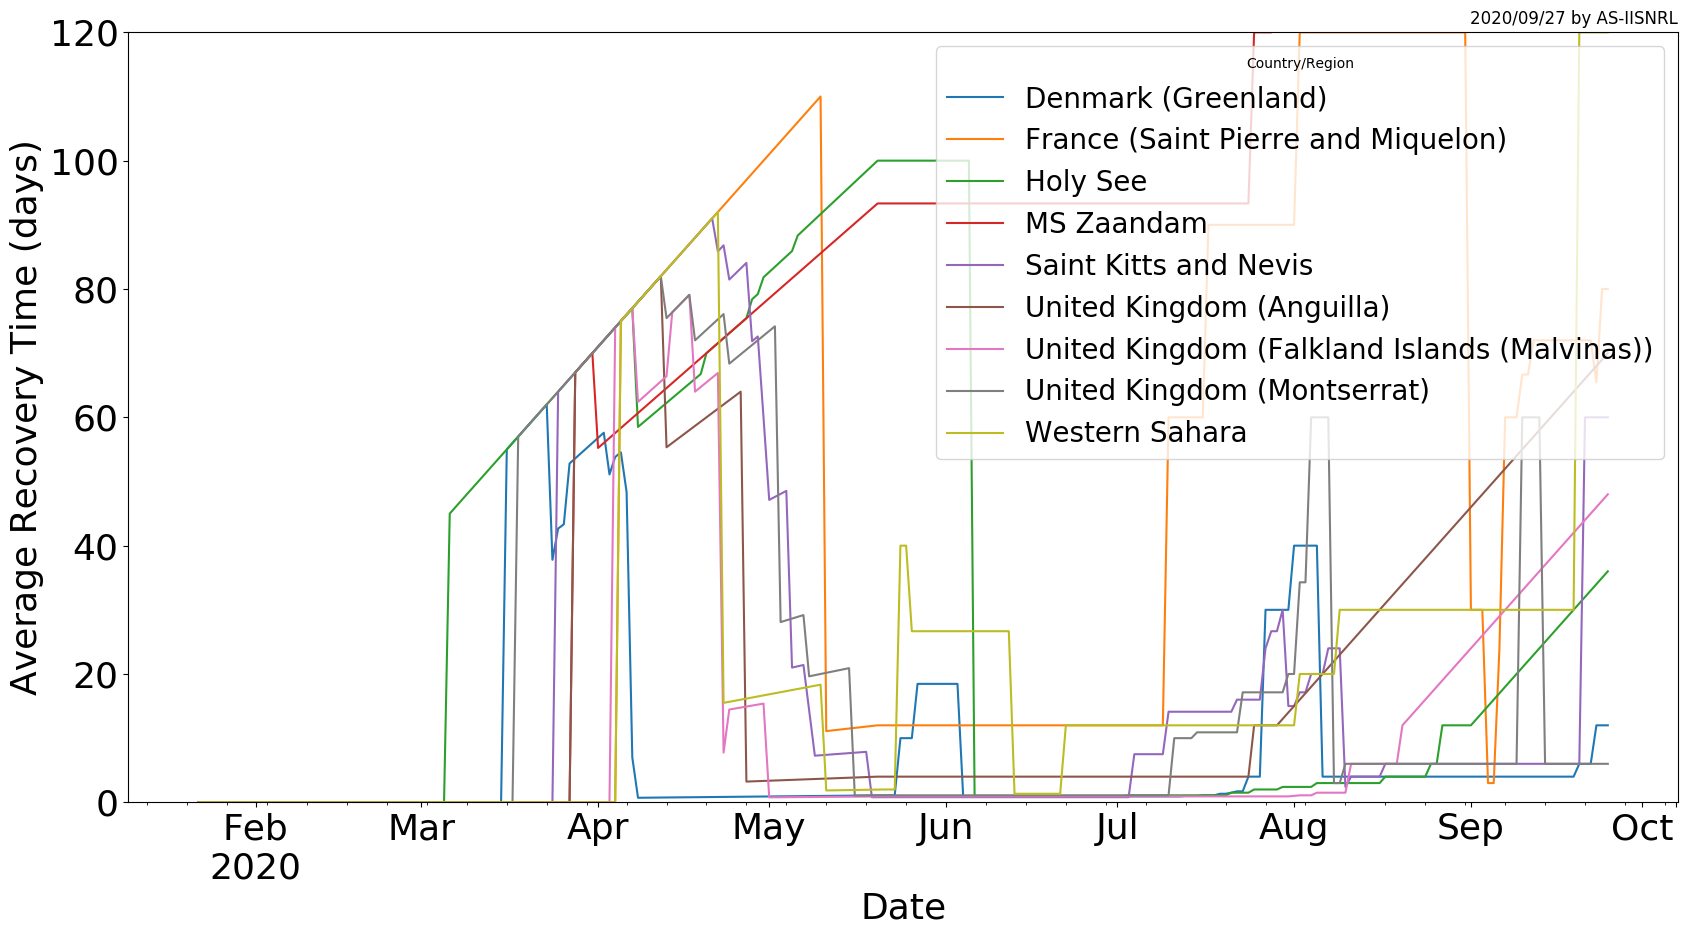 2020/09/27 by AS-IISNRL
120
100
80
60
40
20
0
Average Recovery Time (days)
Country/Region
Denmark (Greenland)
France (Saint Pierre and Miquelon)
Holy See
MS Zaandam
Saint Kitts and Nevis
United Kingdom (Anguilla)
United Kingdom (Falkland Islands (Malvinas))
United Kingdom (Montserrat)
Western Sahara
Feb Mar Apr May Jun Jul Aug Sep Oct
2020
Date